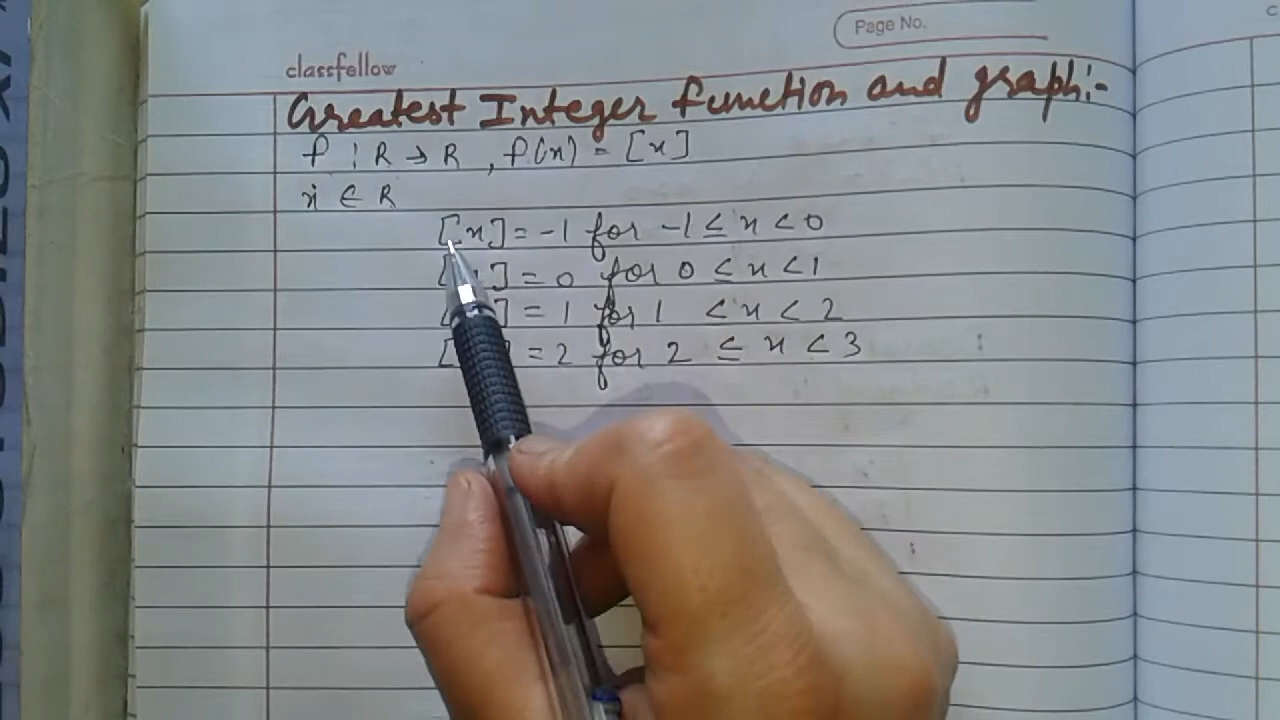 Page No.
classfellow
Greatest Integer function and graph:-
f : R → R , f(x) = [x]
x ∈ R
[x] = -1 for -1 ≤ x < 0
[x] = 0 for 0 ≤ x < 1
[ ] = 1 for 1 < x < 2
[ ] = 2 for 2 ≤ x < 3